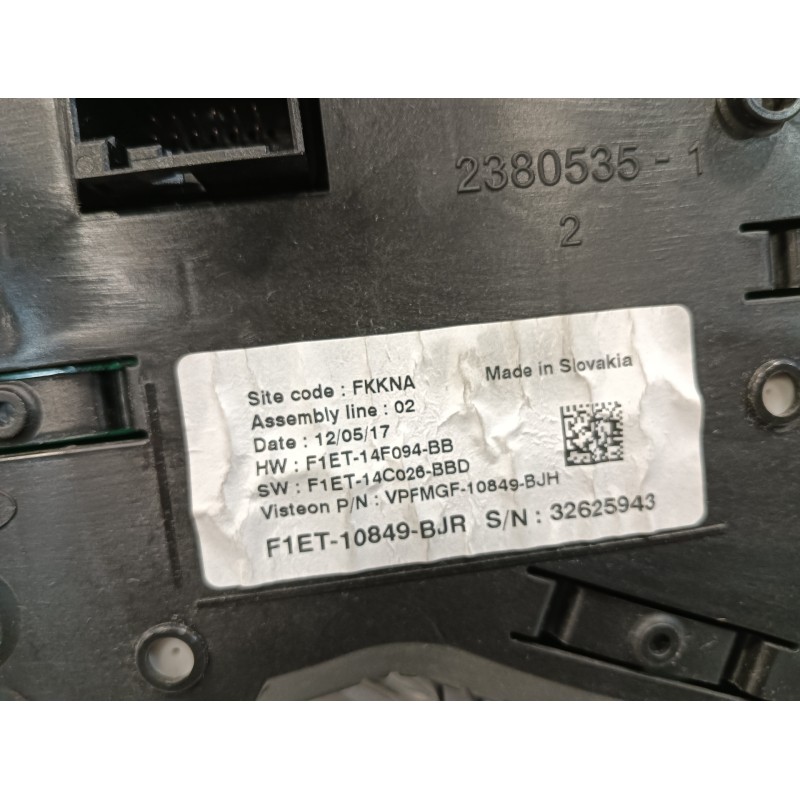 2380535-1
2
Site code : FKKNA
Made in Slovakia
Assembly line : 02
Date : 12/05/17
HW : F1ET-14F094-BB
SW : F1ET-14C026-BBD
Visteon P/N : VPFMGF-10849-BJH
F1ET-10849-BJR S/N : 32625943